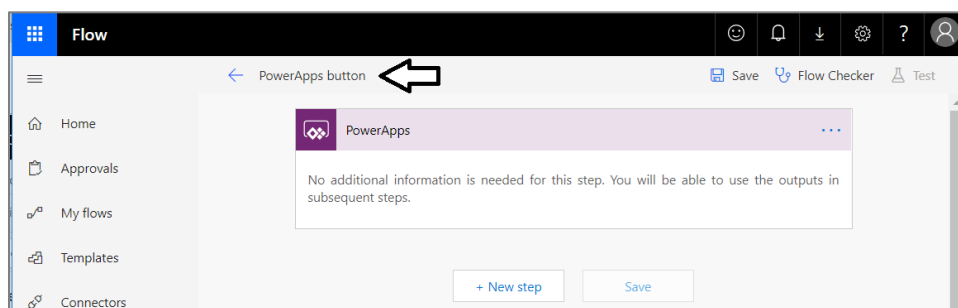 Flow
?
PowerApps button
Save
Flow Checker
Test
Home
Approvals
My flows
Templates
Connectors
PowerApps
...
No additional information is needed for this step. You will be able to use the outputs in
subsequent steps.
+ New step
Save